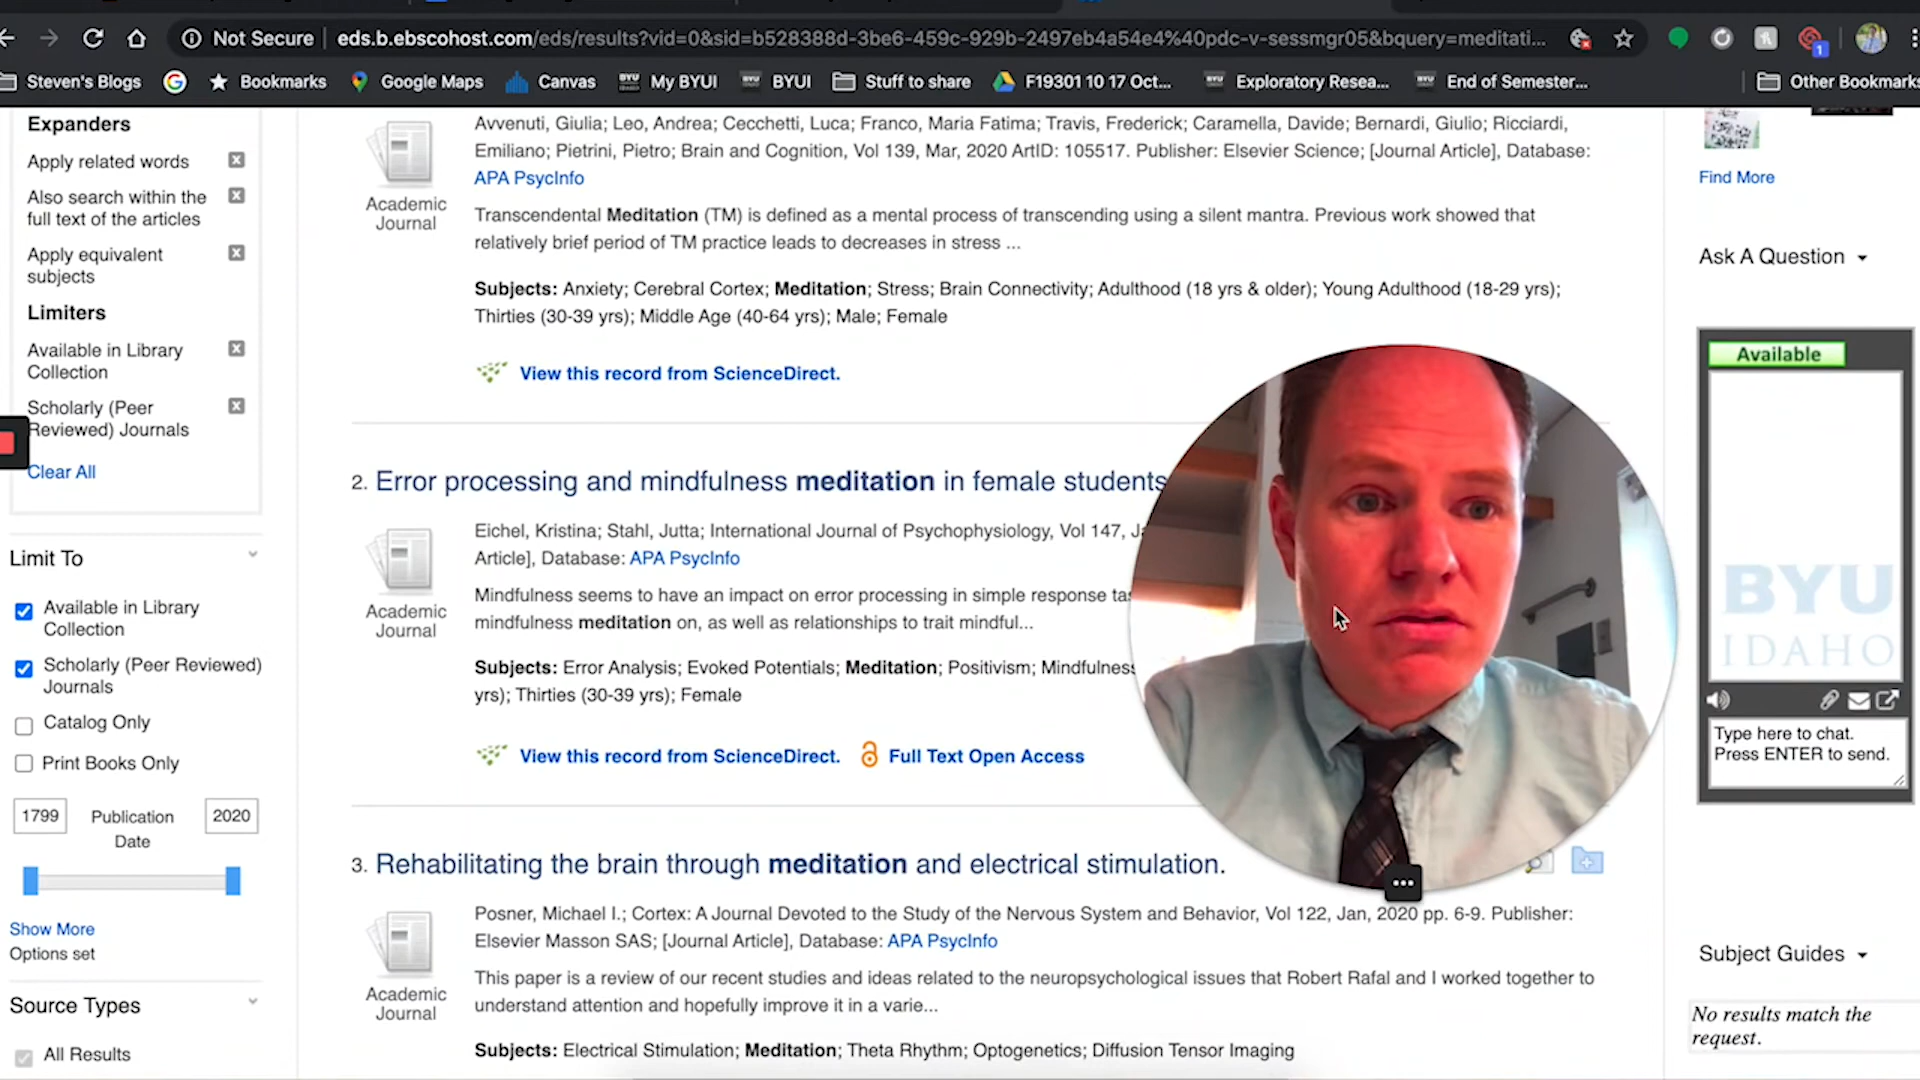 Not Secure
eds.b.ebscohost.com/eds/results?vid=0&sid=b528388d-3be6-459c-929b-2497eb4a54e4%40pdc-v-sessmgr05&bquery=meditati...
1
Steven's Blogs
Bookmarks
Google Maps
Canvas
My BYUI
BYUI
Stuff to share
F19301 10 17 Oct...
Exploratory Resea...
End of Semester...
Other Bookmarks
Expanders
Apply related words
Also search within the
full text of the articles
Apply equivalent
subjects
Limiters
Available in Library
Collection
Scholarly (Peer
Reviewed) Journals
Clear All
Limit To
Available in Library
Collection
Scholarly (Peer Reviewed)
Journals
Catalog Only
Print Books Only
1799
Publication
Date
2020
Show More
Options set
Source Types
All Results
Academic
Journal
Avvenuti, Giulia; Leo, Andrea; Cecchetti, Luca; Franco, Maria Fatima; Travis, Frederick; Caramella, Davide; Bernardi, Giulio; Ricciardi,
Emiliano; Pietrini, Pietro; Brain and Cognition, Vol 139, Mar, 2020 ArtID: 105517. Publisher: Elsevier Science; [Journal Article], Database:
APA PsycInfo
Transcendental Meditation (TM) is defined as a mental process of transcending using a silent mantra. Previous work showed that
relatively brief period of TM practice leads to decreases in stress ...
Subjects: Anxiety; Cerebral Cortex; Meditation; Stress; Brain Connectivity; Adulthood (18 yrs & older); Young Adulthood (18-29 yrs);
Thirties (30-39 yrs); Middle Age (40-64 yrs); Male; Female
View this record from ScienceDirect.
2. Error processing and mindfulness meditation in female students
Academic
Journal
Eichel, Kristina; Stahl, Jutta; International Journal of Psychophysiology, Vol 147,
Article], Database: APA PsycInfo
Mindfulness seems to have an impact on error processing in simple response
mindfulness meditation on, as well as relationships to trait mindful...
Subjects: Error Analysis; Evoked Potentials; Meditation; Positivism; Mindfulness
yrs); Thirties (30-39 yrs); Female
View this record from ScienceDirect.
Full Text Open Access
3. Rehabilitating the brain through meditation and electrical stimulation.
Academic
Journal
Posner, Michael I.; Cortex: A Journal Devoted to the Study of the Nervous System and Behavior, Vol 122, Jan, 2020 pp. 6-9. Publisher:
Elsevier Masson SAS; [Journal Article], Database: APA PsycInfo
This paper is a review of our recent studies and ideas related to the neuropsychological issues that Robert Rafal and I worked together to
understand attention and hopefully improve it in a varie...
Subjects: Electrical Stimulation; Meditation; Theta Rhythm; Optogenetics; Diffusion Tensor Imaging
Find More
Ask A Question
Available
BYU
IDAHO
Type here to chat.
Press ENTER to send.
Subject Guides
No results match the
request.